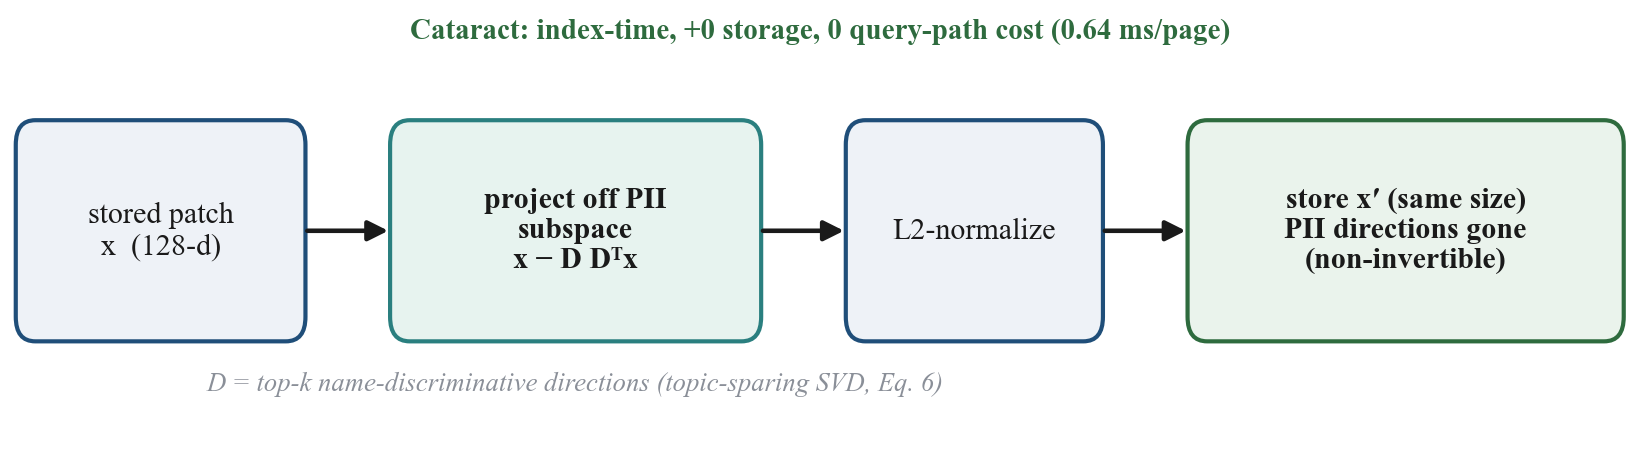 Cataract: index-time, +0 storage, 0 query-path cost (0.64 ms/page)
stored patch
x (128-d)
project off PII
subspace
x − D Dᵀx
L2-normalize
store x′ (same size)
PII directions gone
(non-invertible)
D = top-k name-discriminative directions (topic-sparing SVD, Eq. 6)